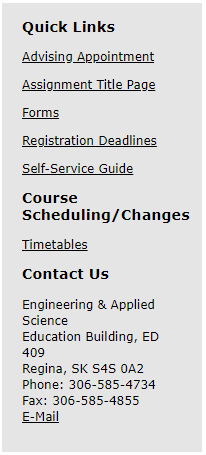 Quick Links
Advising Appointment
Assignment Title Page
Forms
Registration Deadlines
Self-Service Guide
Course
Scheduling/Changes
Timetables
Contact Us
Engineering & Applied
Science
Education Building, ED
409
Regina, SK S4S 0A2
Phone: 306-585-4734
Fax: 306-585-4855
E-Mail